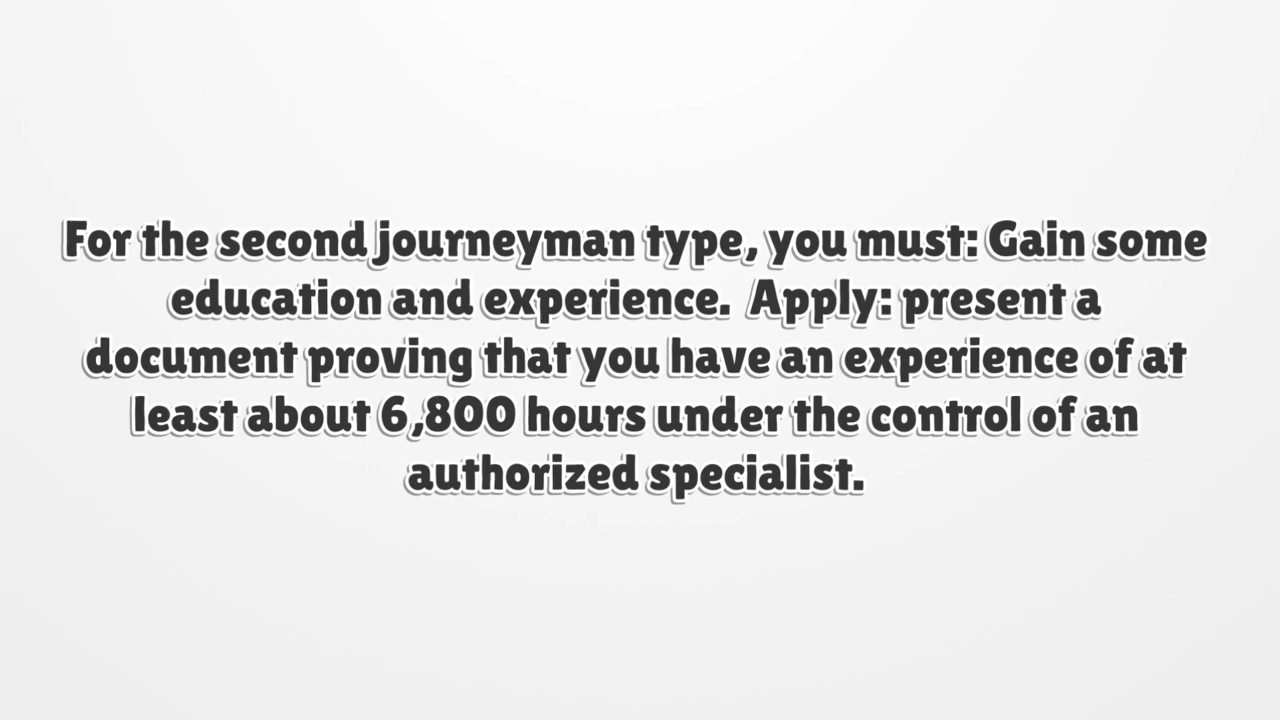 For the second journeyman type, you must: Gain some
education and experience.  Apply: present a
document proving that you have an experience of at
least about 6,800 hours under the control of an
authorized specialist.